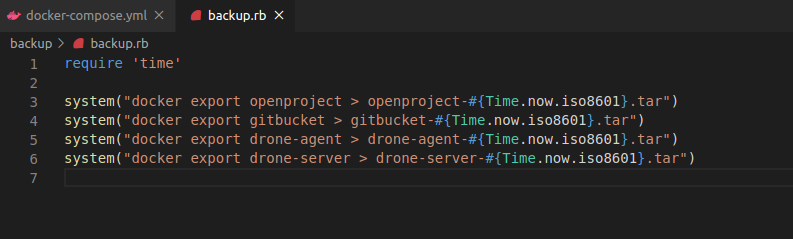 docker-compose.yml × backup.rb ×
backup > backup.rb
1 require 'time'
2
3 system("docker export openproject > openproject-#{Time.now.iso8601}.tar")
4 system("docker export gitbucket > gitbucket-#{Time.now.iso8601}.tar")
5 system("docker export drone-agent > drone-agent-#{Time.now.iso8601}.tar")
6 system("docker export drone-server > drone-server-#{Time.now.iso8601}.tar")
7